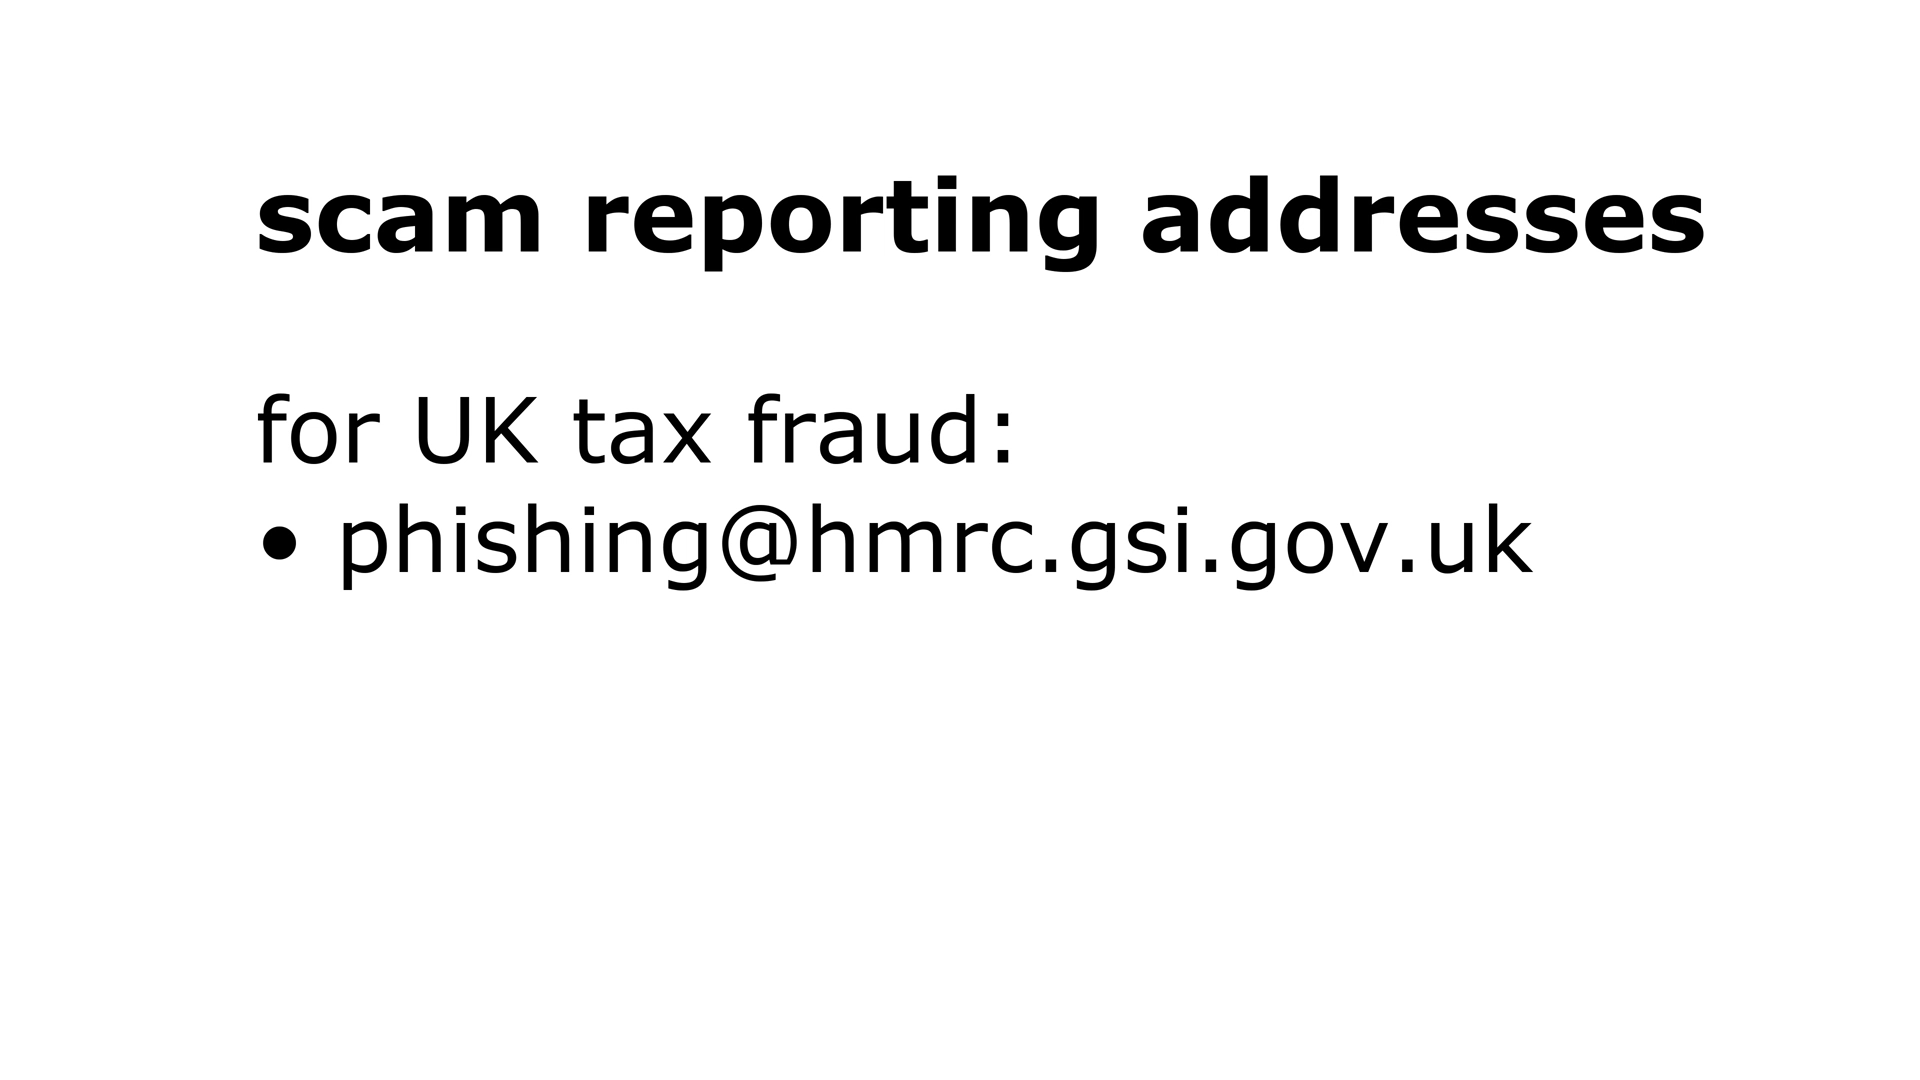 scam reporting addresses
for UK tax fraud:
• phishing@hmrc.gsi.gov.uk